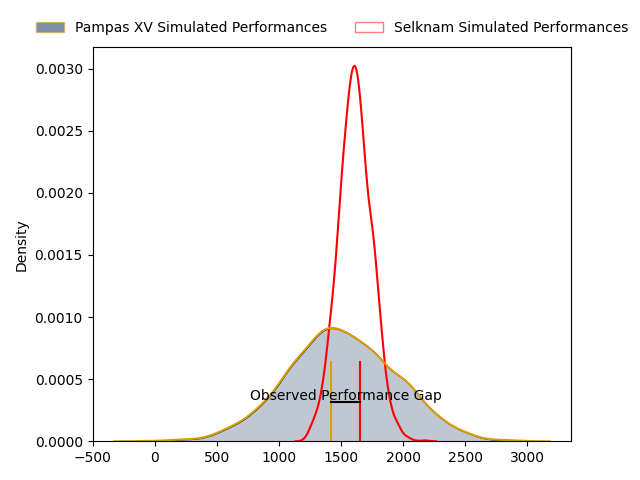 Pampas XV Simulated Performances Selknam Simulated Performances
0.0030
0.0025
0.0020
0.0015
0.0010
0.0005
0.0000
Density
Observed Performance Gap
−500 0 500 1000 1500 2000 2500 3000